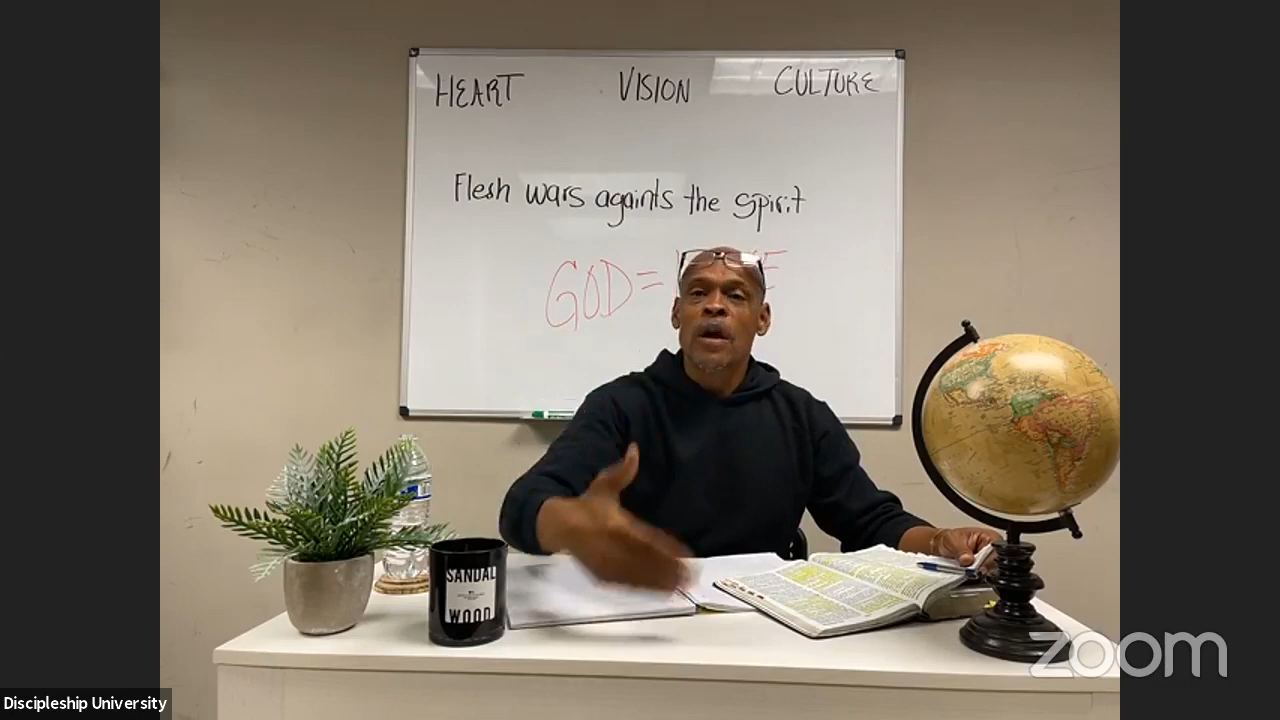 HEART VISION CULTURE
Flesh wars againts the spirit
GOD =
SANDAL
WOOD
zoom
Discipleship University